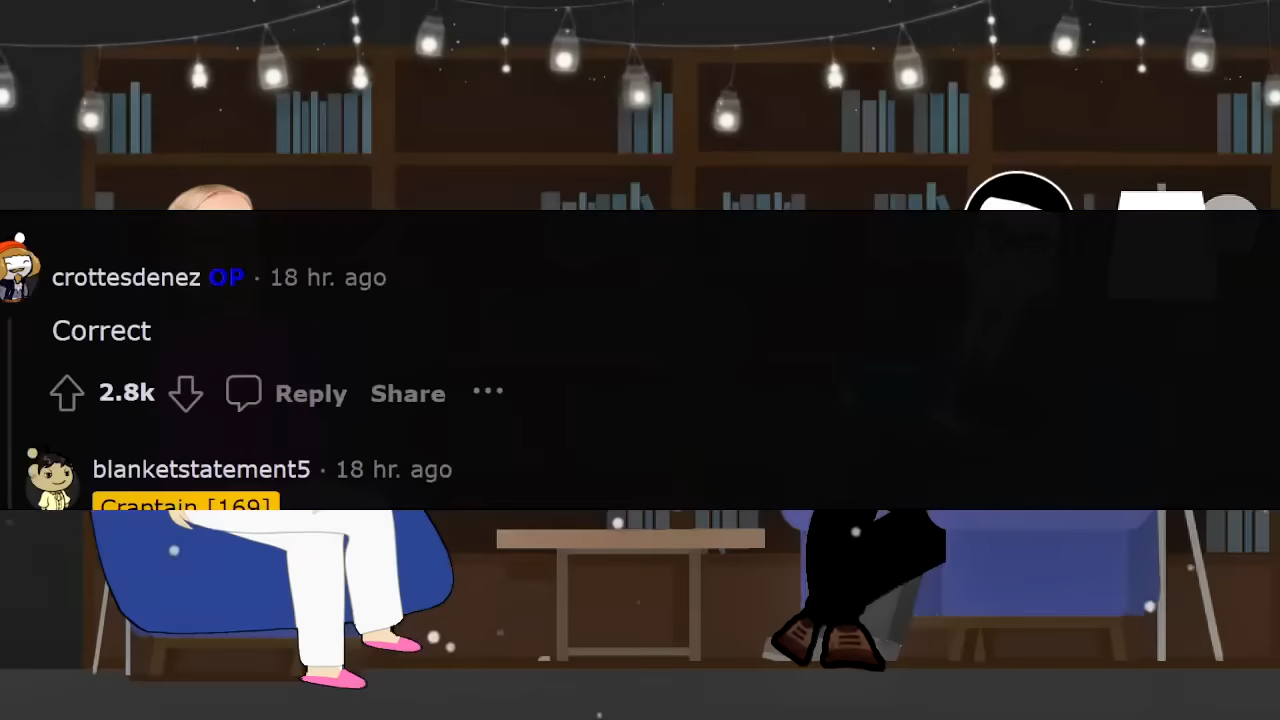 crottesdenez OP · 18 hr. ago
Correct
2.8k Reply Share ···
blanketstatement5 · 18 hr. ago
Craptain [169]